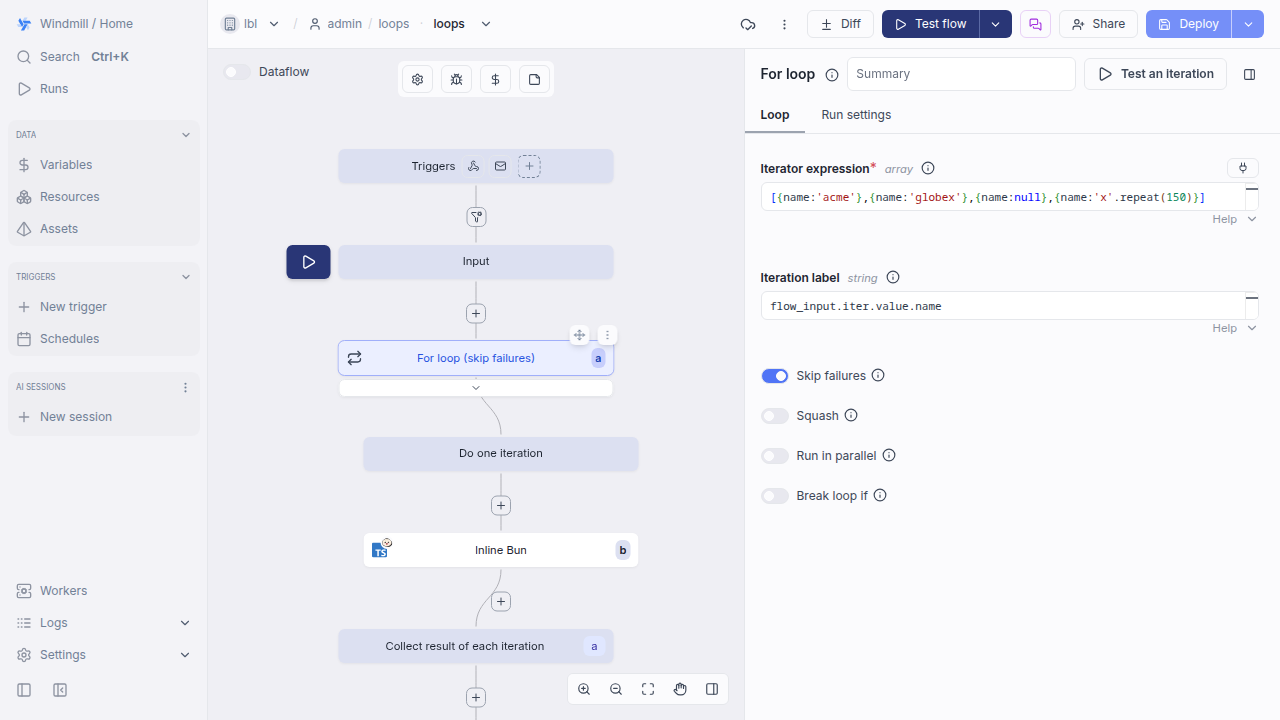 Windmill / Home
Search Ctrl+K
Runs
DATA
Variables
Resources
Assets
TRIGGERS
New trigger
Schedules
AI SESSIONS
New session
Workers
Logs
Settings
lbl / admin / loops · loops
Diff
Test flow
Share
Deploy
Dataflow
Triggers
Input
For loop (skip failures) a
Do one iteration
TS Inline Bun b
Collect result of each iteration a
For loop
Summary
Test an iteration
Loop
Run settings
Iterator expression* array
[{name:'acme'},{name:'globex'},{name:null},{name:'x'.repeat(150)}]
Help
Iteration label string
flow_input.iter.value.name
Help
Skip failures
Squash
Run in parallel
Break loop if